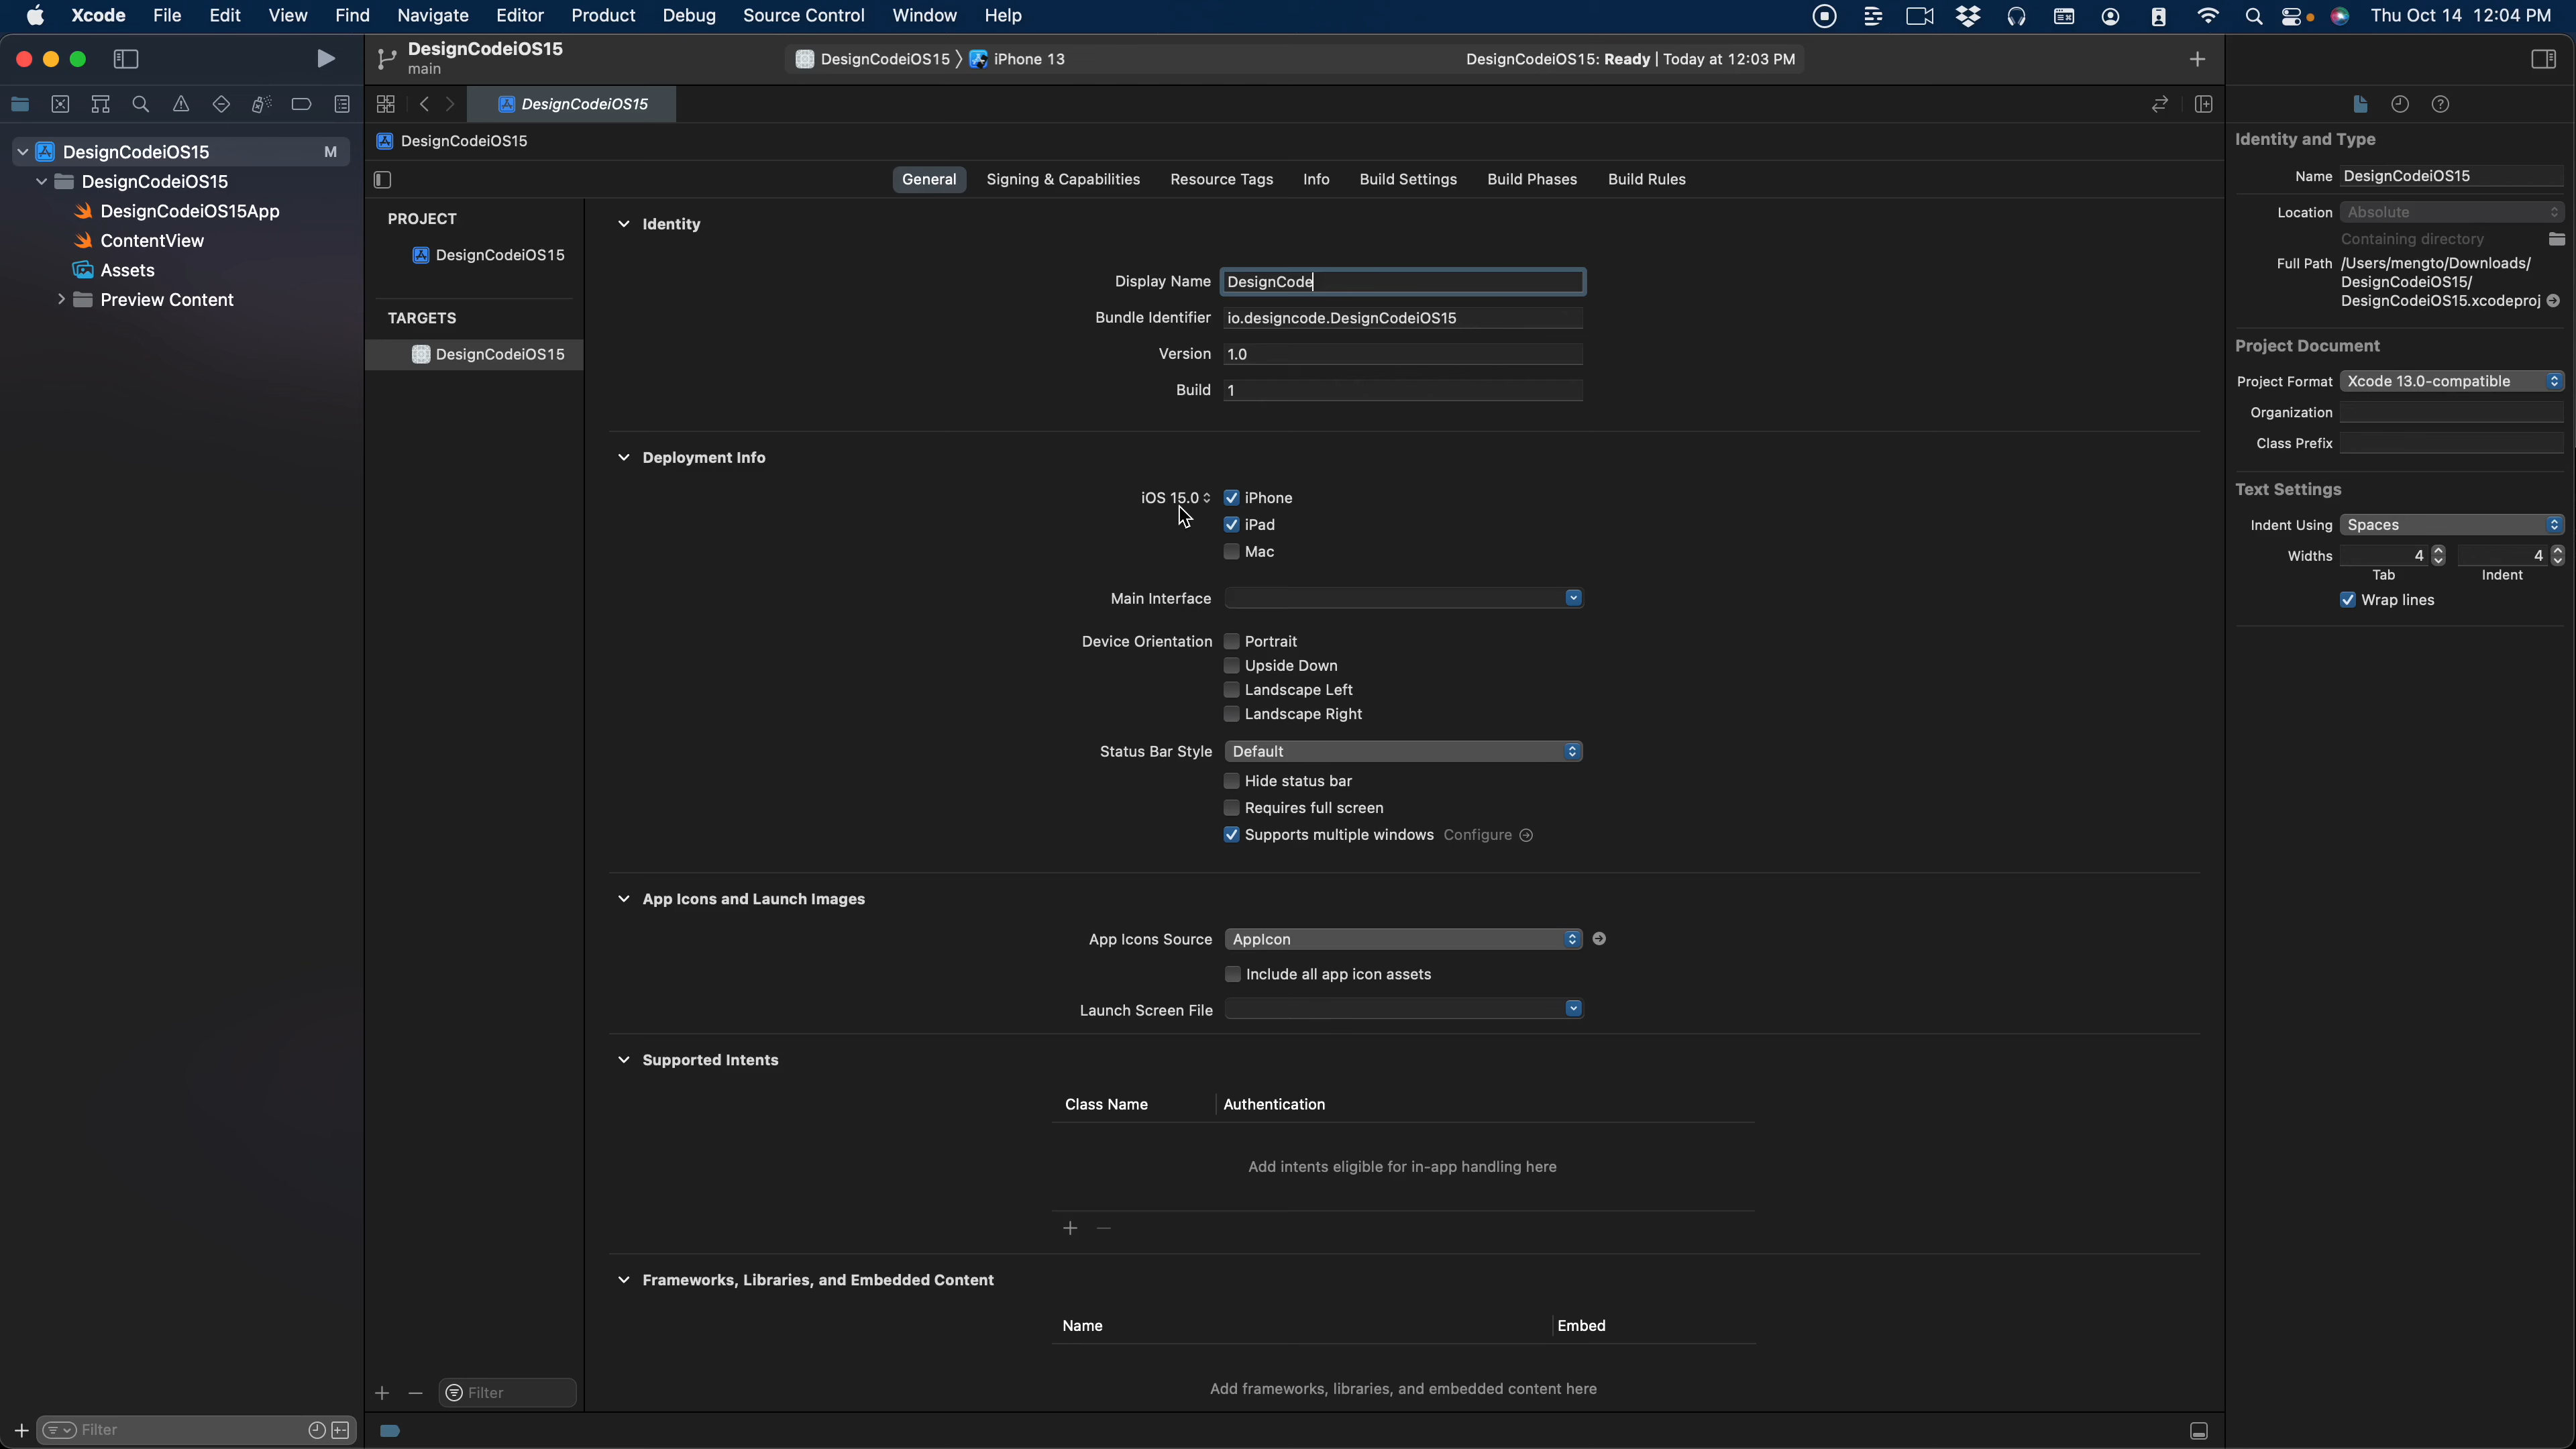 Xcode File Edit View Find Navigate Editor Product Debug Source Control Window Help Thu Oct 14 12:04 PM
DesignCodeiOS15
main
DesignCodeiOS15 〉 iPhone 13
DesignCodeiOS15: Ready | Today at 12:03 PM
DesignCodeiOS15
DesignCodeiOS15 M
DesignCodeiOS15
DesignCodeiOS15App
ContentView
Assets
Preview Content
Filter
DesignCodeiOS15
General Signing & Capabilities Resource Tags Info Build Settings Build Phases Build Rules
PROJECT
DesignCodeiOS15
TARGETS
DesignCodeiOS15
Filter
Identity
Display Name DesignCode
Bundle Identifier io.designcode.DesignCodeiOS15
Version 1.0
Build 1
Deployment Info
iOS 15.0 iPhone
iPad
Mac
Main Interface
Device Orientation Portrait
Upside Down
Landscape Left
Landscape Right
Status Bar Style Default
Hide status bar
Requires full screen
Supports multiple windows Configure
App Icons and Launch Images
App Icons Source AppIcon
Include all app icon assets
Launch Screen File
Supported Intents
Class Name Authentication
Add intents eligible for in-app handling here
Frameworks, Libraries, and Embedded Content
Name Embed
Add frameworks, libraries, and embedded content here
Identity and Type
Name DesignCodeiOS15
Location Absolute
Containing directory
Full Path /Users/mengto/Downloads/
DesignCodeiOS15/
DesignCodeiOS15.xcodeproj
Project Document
Project Format Xcode 13.0-compatible
Organization
Class Prefix
Text Settings
Indent Using Spaces
Widths 4 4
Tab Indent
Wrap lines